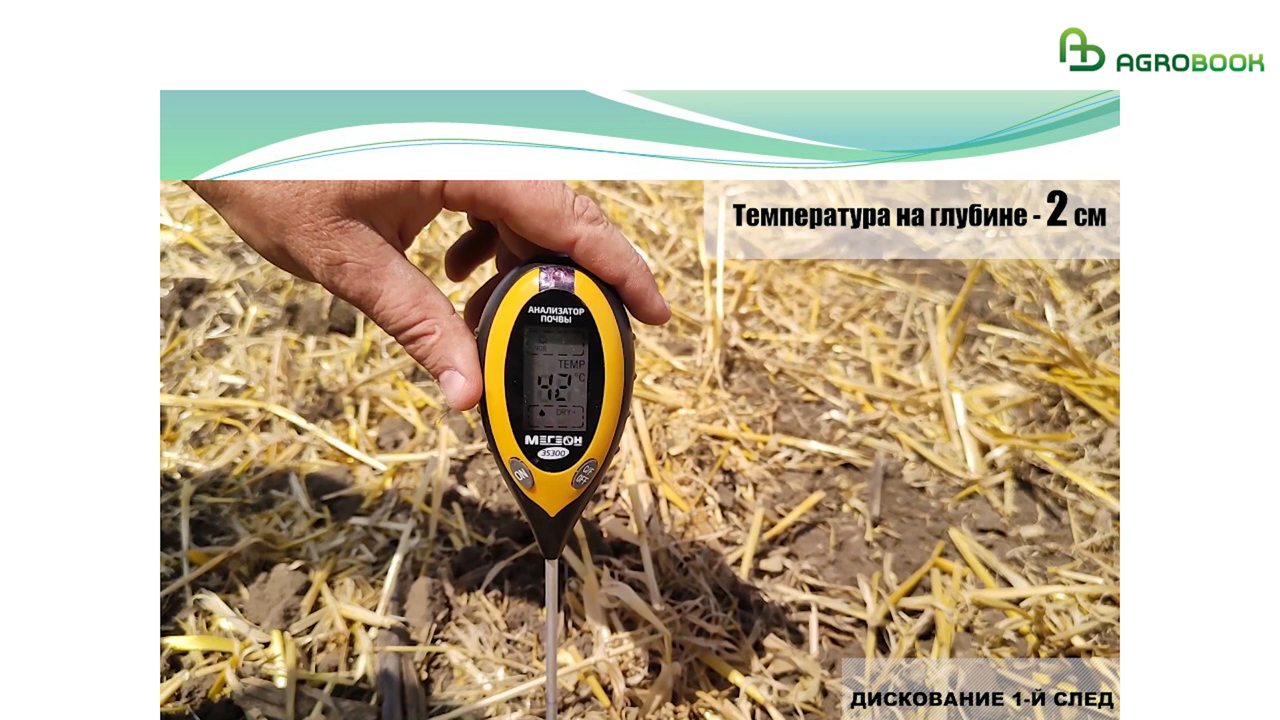 AGROBOOK
Температура на глубине - 2 см
АНАЛИЗАТОР
ПОЧВЫ
TEMP
42 °C
DRY+
МЕГЕОН
35300
ON
ДИСКОВАНИЕ 1-Й СЛЕД